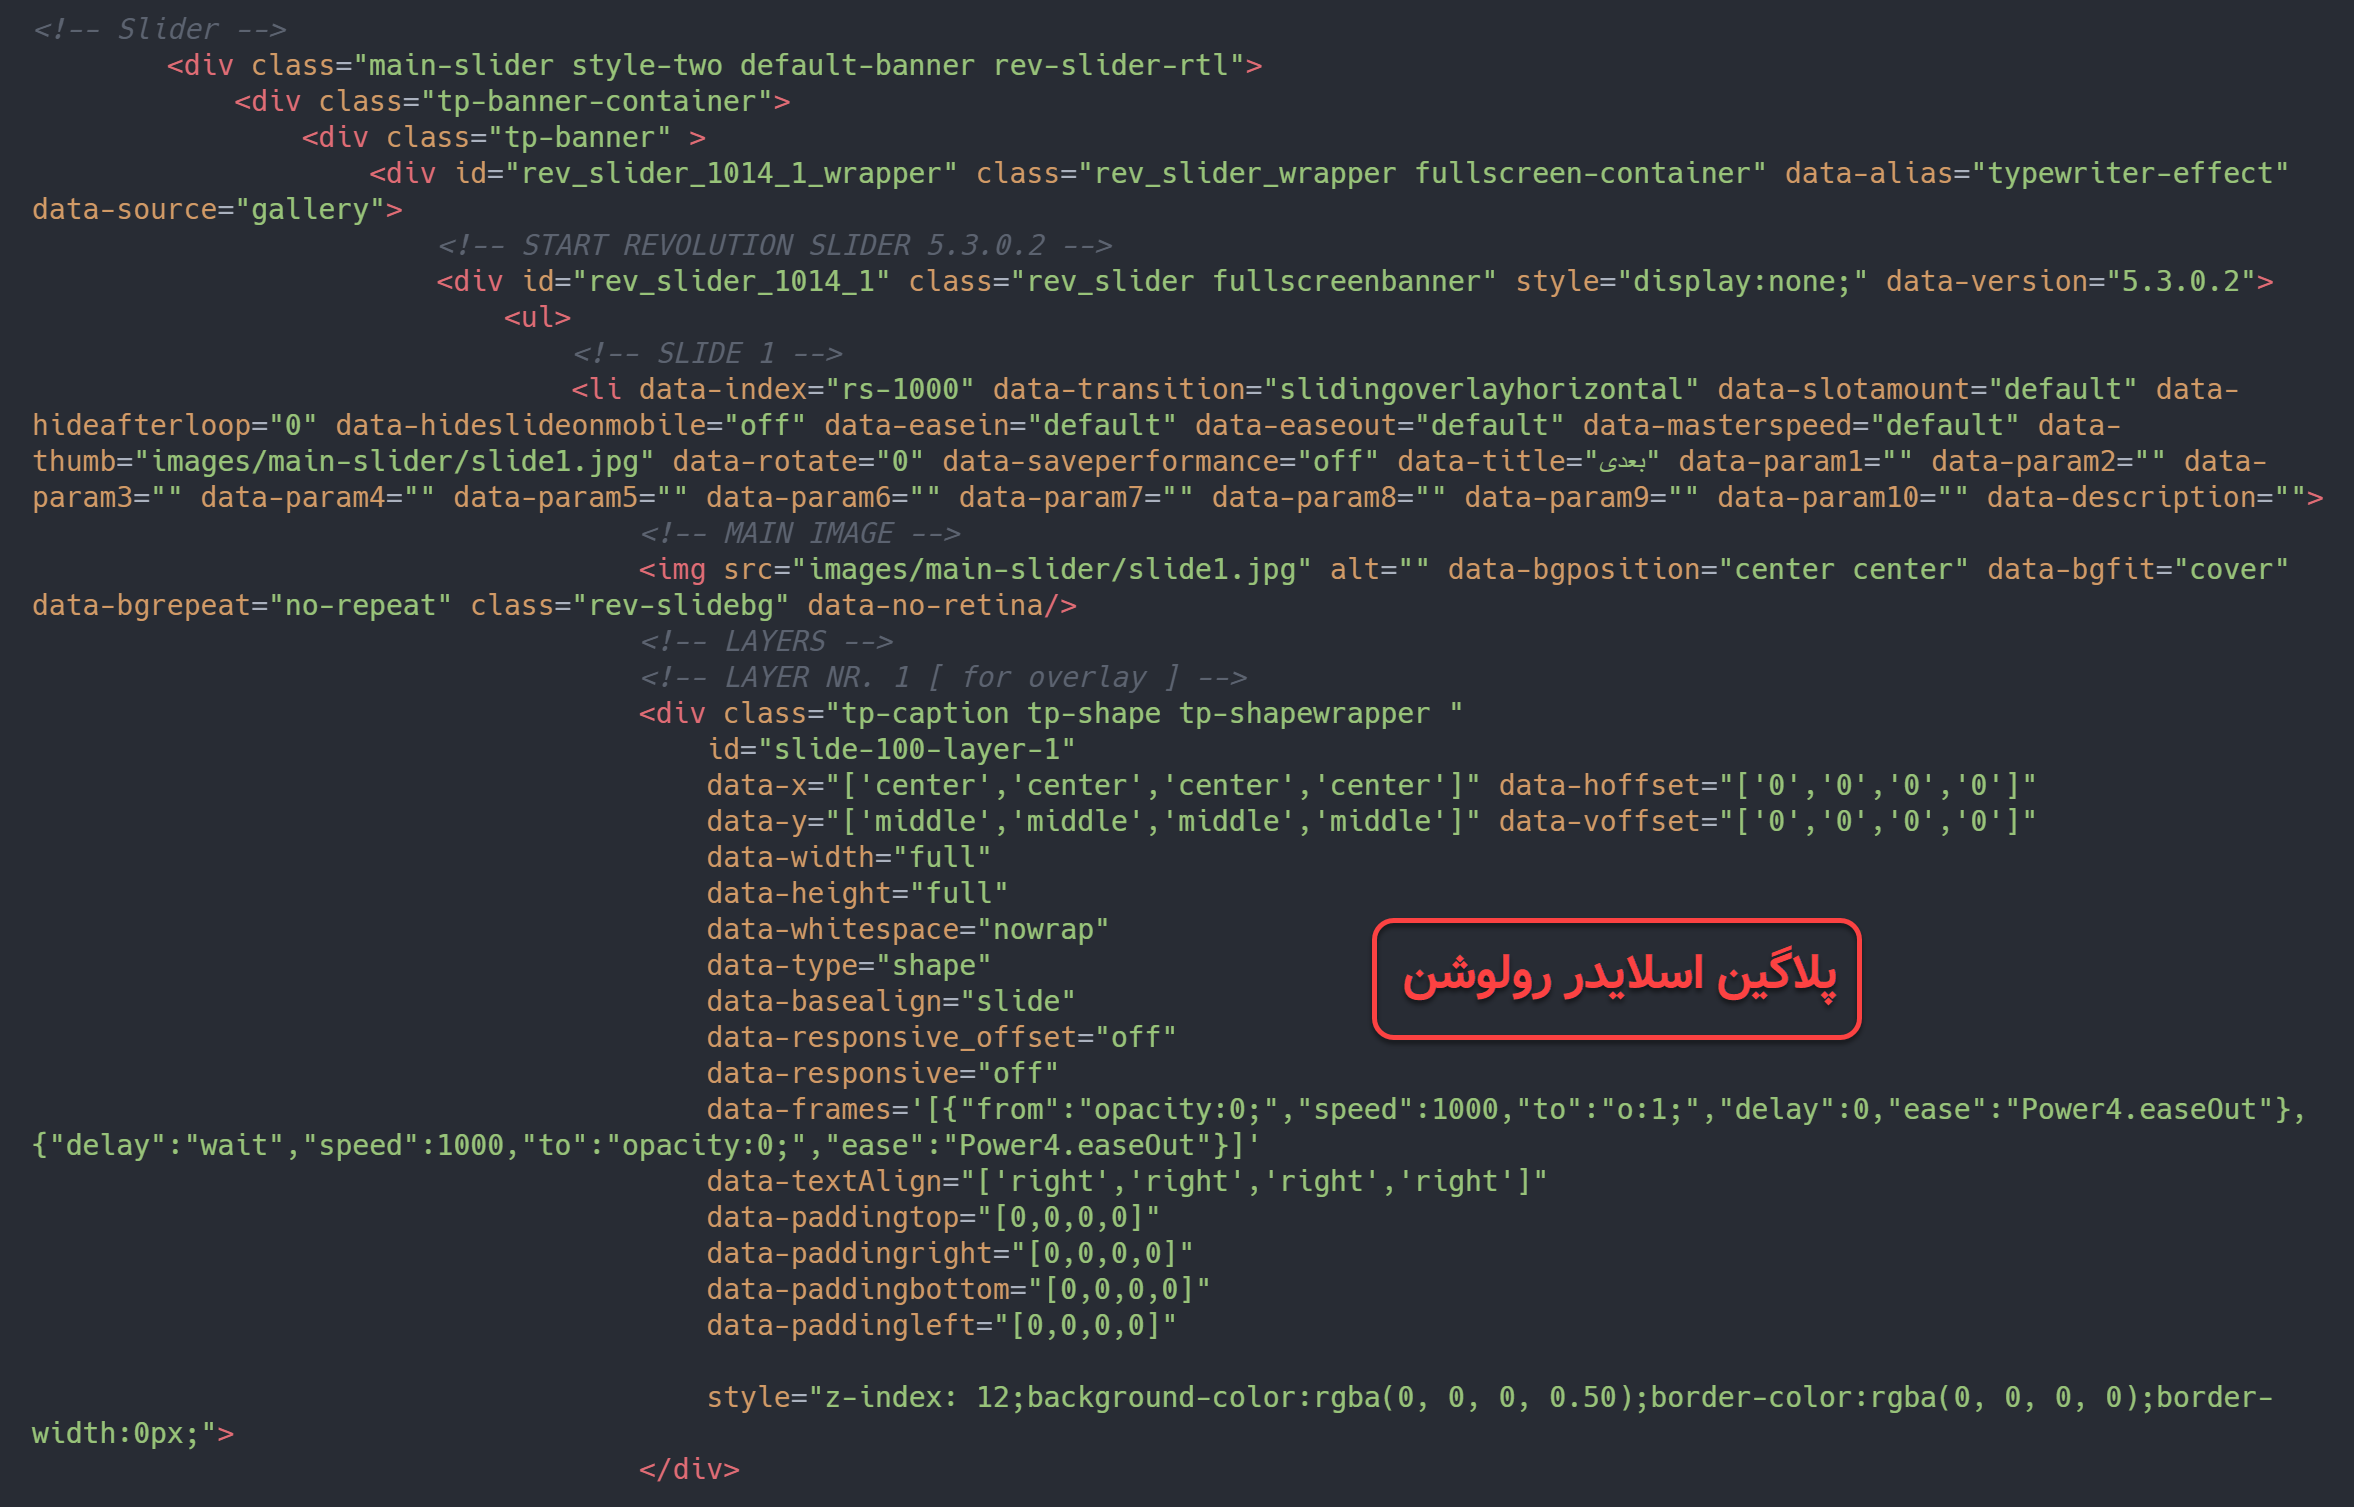 <!-- Slider -->
<div class="main-slider style-two default-banner rev-slider-rtl">
<div class="tp-banner-container">
<div class="tp-banner" >
<div id="rev_slider_1014_1_wrapper" class="rev_slider_wrapper fullscreen-container" data-alias="typewriter-effect"
data-source="gallery">
<!-- START REVOLUTION SLIDER 5.3.0.2 -->
<div id="rev_slider_1014_1" class="rev_slider fullscreenbanner" style="display:none;" data-version="5.3.0.2">
<ul>
<!-- SLIDE 1 -->
<li data-index="rs-1000" data-transition="slidingoverlayhorizontal" data-slotamount="default" data-
hideafterloop="0" data-hideslideonmobile="off" data-easein="default" data-easeout="default" data-masterspeed="default" data-
thumb="images/main-slider/slide1.jpg" data-rotate="0" data-saveperformance="off" data-title="بعدی" data-param1="" data-param2="" data-
param3="" data-param4="" data-param5="" data-param6="" data-param7="" data-param8="" data-param9="" data-param10="" data-description="">
<!-- MAIN IMAGE -->
<img src="images/main-slider/slide1.jpg" alt="" data-bgposition="center center" data-bgfit="cover"
data-bgrepeat="no-repeat" class="rev-slidebg" data-no-retina/>
<!-- LAYERS -->
<!-- LAYER NR. 1 [ for overlay ] -->
<div class="tp-caption tp-shape tp-shapewrapper "
id="slide-100-layer-1"
data-x="['center','center','center','center']" data-hoffset="['0','0','0','0']"
data-y="['middle','middle','middle','middle']" data-voffset="['0','0','0','0']"
data-width="full"
data-height="full"
data-whitespace="nowrap"
data-type="shape"
پلاگین اسلایدر رولوشن
data-basealign="slide"
data-responsive_offset="off"
data-responsive="off"
data-frames='[{"from":"opacity:0;","speed":1000,"to":"o:1;","delay":0,"ease":"Power4.easeOut"},
{"delay":"wait","speed":1000,"to":"opacity:0;","ease":"Power4.easeOut"}]'
data-textAlign="['right','right','right','right']"
data-paddingtop="[0,0,0,0]"
data-paddingright="[0,0,0,0]"
data-paddingbottom="[0,0,0,0]"
data-paddingleft="[0,0,0,0]"
style="z-index: 12;background-color:rgba(0, 0, 0, 0.50);border-color:rgba(0, 0, 0, 0);border-
width:0px;">
</div>